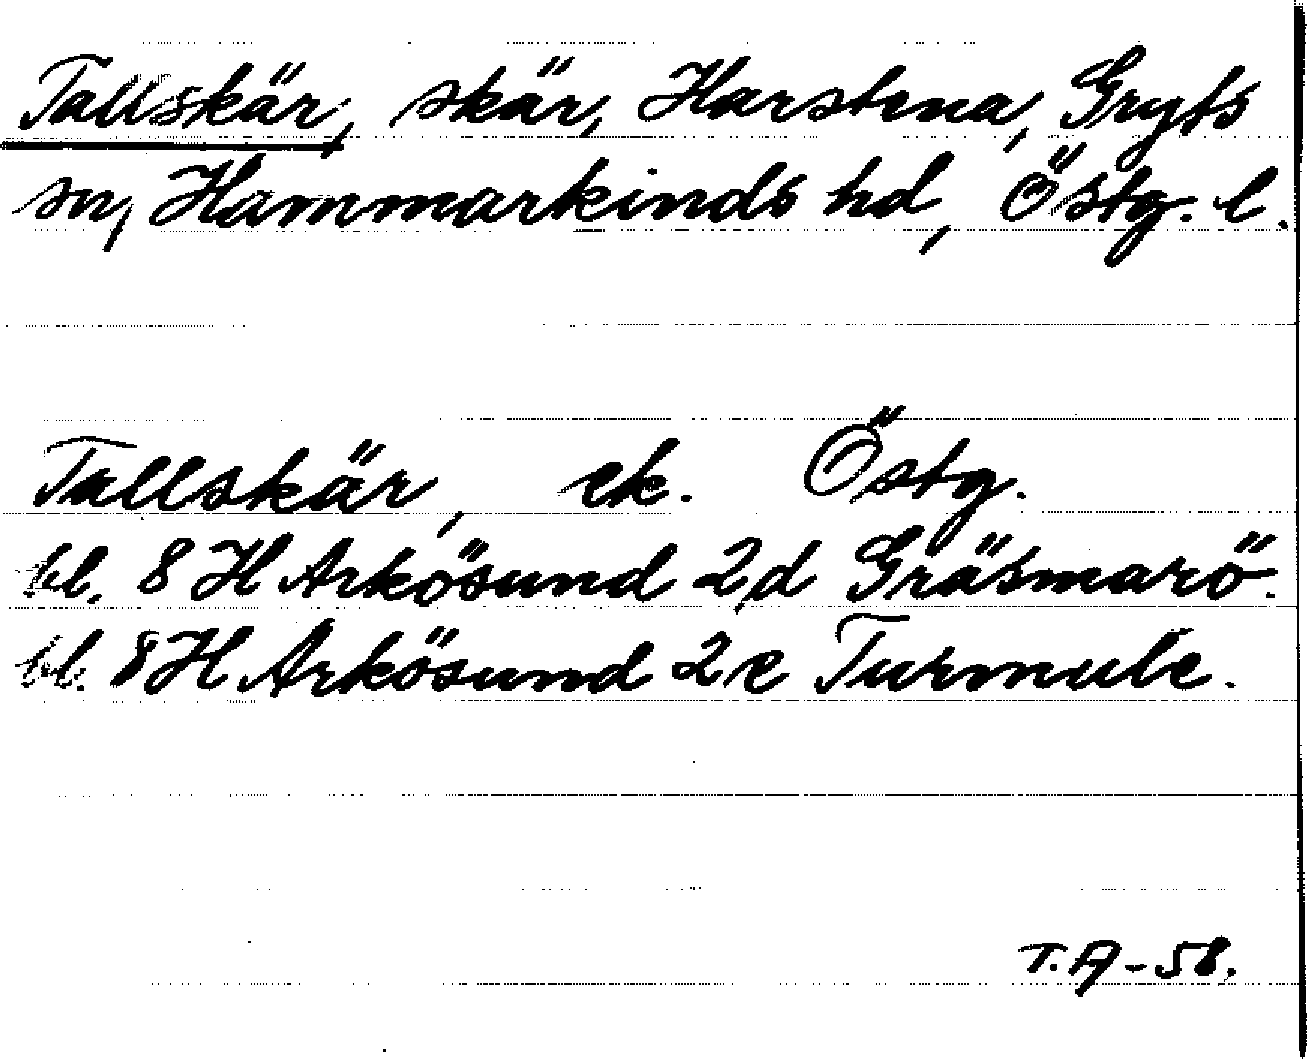 Tallskär, skär, Harstena, Gryts
sn, Hammarkinds hd, Östg. l.
Tallskär, ek. Östg.
bl. 8 H Arkösund 2d Gräsmarö.
bl. 8 H Arkösund 2e Turmule.
T.A-58.